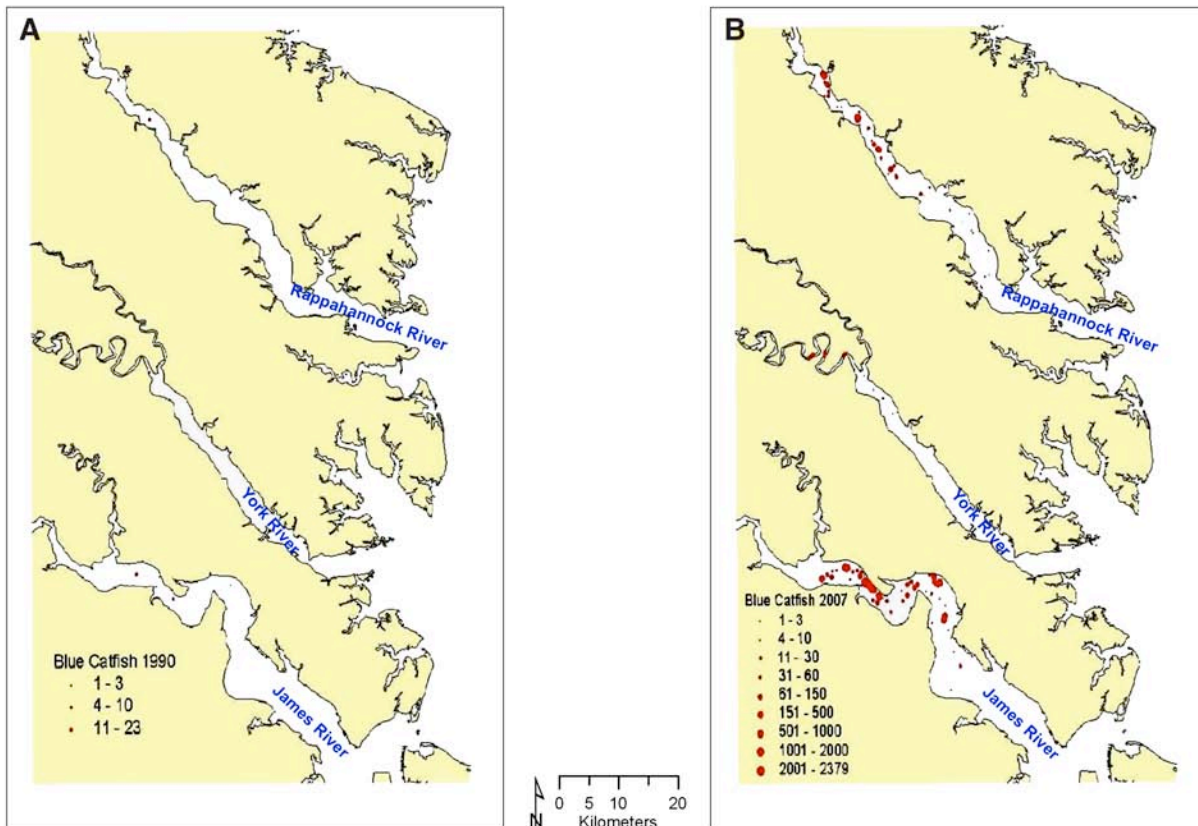 A
Rappahannock River
York River
James River
Blue Catfish 1990
1 - 3
4 - 10
11 - 23
N
0 5 10 20
Kilometers
B
Rappahannock River
York River
James River
Blue Catfish 2007
1 - 3
4 - 10
11 - 30
31 - 60
61 - 150
151 - 500
501 - 1000
1001 - 2000
2001 - 2379